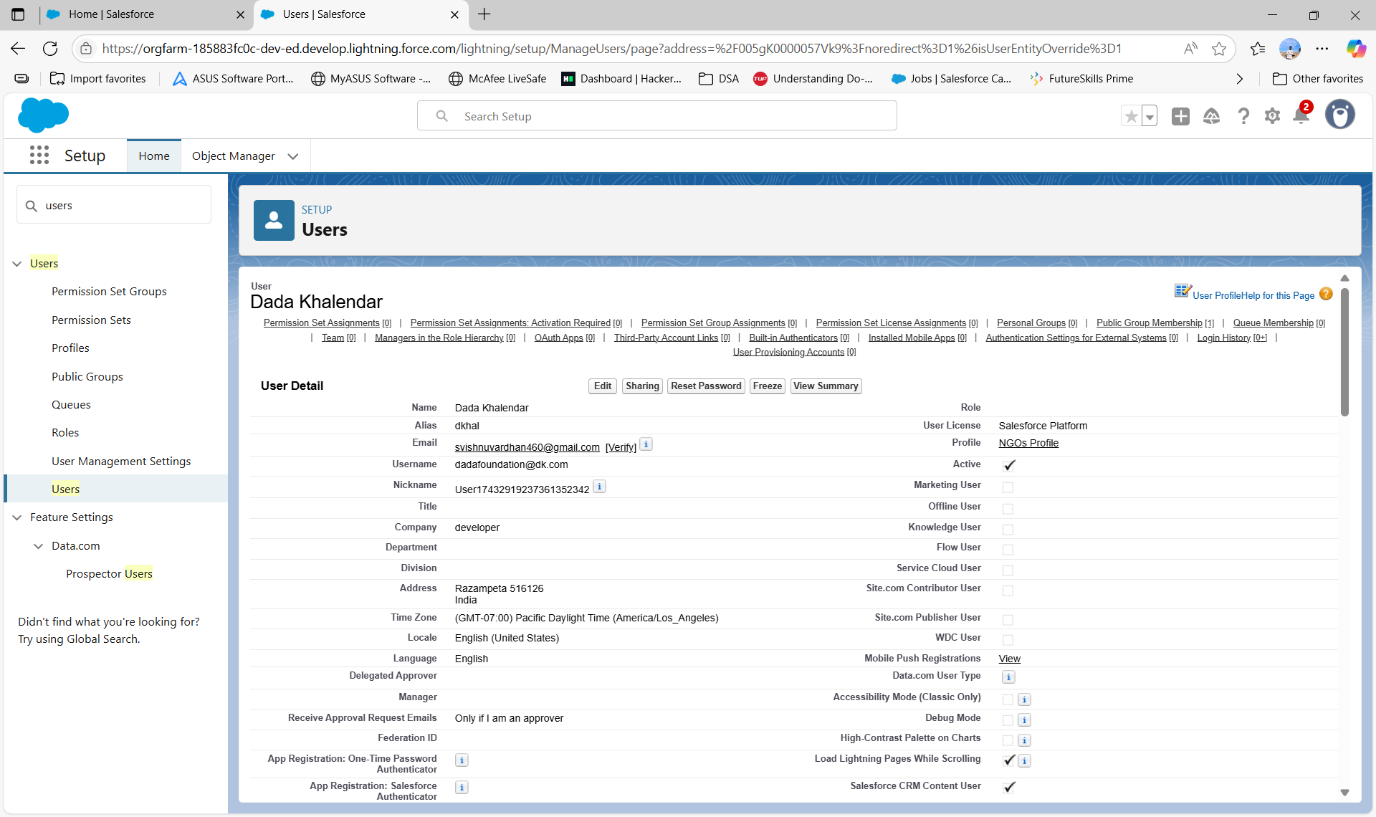 Home | Salesforce
Users | Salesforce
https://orgfarm-185883fc0c-dev-ed.develop.lightning.force.com/lightning/setup/ManageUsers/page?address=%2F005gK0000057Vk9%3Fnoredirect%3D1%26isUserEntityOverride%3D1
Import favorites
ASUS Software Port...
MyASUS Software -...
McAfee LiveSafe
Dashboard | Hacker...
DSA
Understanding Do-...
Jobs | Salesforce Ca...
FutureSkills Prime
Other favorites
Search Setup
2
Setup
Home
Object Manager
users
Users
Permission Set Groups
Permission Sets
Profiles
Public Groups
Queues
Roles
User Management Settings
Users
Feature Settings
Data.com
Prospector Users
Didn't find what you're looking for?
Try using Global Search.
SETUP
Users
User
Dada Khalendar
User Profile Help for this Page
Permission Set Assignments [0] | Permission Set Assignments: Activation Required [0] | Permission Set Group Assignments [0] | Permission Set License Assignments [0] | Personal Groups [0] | Public Group Membership [1] | Queue Membership [0]
| Team [0] | Managers in the Role Hierarchy [0] | OAuth Apps [0] | Third-Party Account Links [0] | Built-in Authenticators [0] | Installed Mobile Apps [0] | Authentication Settings for External Systems [0] | Login History [0+] |
User Provisioning Accounts [0]
User Detail
Edit Sharing Reset Password Freeze View Summary
Name Dada Khalendar Role
Alias dkhal User License Salesforce Platform
Email svishnuvardhan460@gmail.com [Verify] i Profile NGOs Profile
Username dadafoundation@dk.com Active
Nickname User17432919237361352342 i Marketing User
Title Offline User
Company developer Knowledge User
Department Flow User
Division Service Cloud User
Address Razampeta 516126 Site.com Contributor User
India
Time Zone (GMT-07:00) Pacific Daylight Time (America/Los_Angeles) Site.com Publisher User
Locale English (United States) WDC User
Language English Mobile Push Registrations View
Delegated Approver Data.com User Type i
Manager Accessibility Mode (Classic Only) i
Receive Approval Request Emails Only if I am an approver Debug Mode i
Federation ID High-Contrast Palette on Charts i
App Registration: One-Time Password i Load Lightning Pages While Scrolling i
Authenticator
App Registration: Salesforce i Salesforce CRM Content User
Authenticator